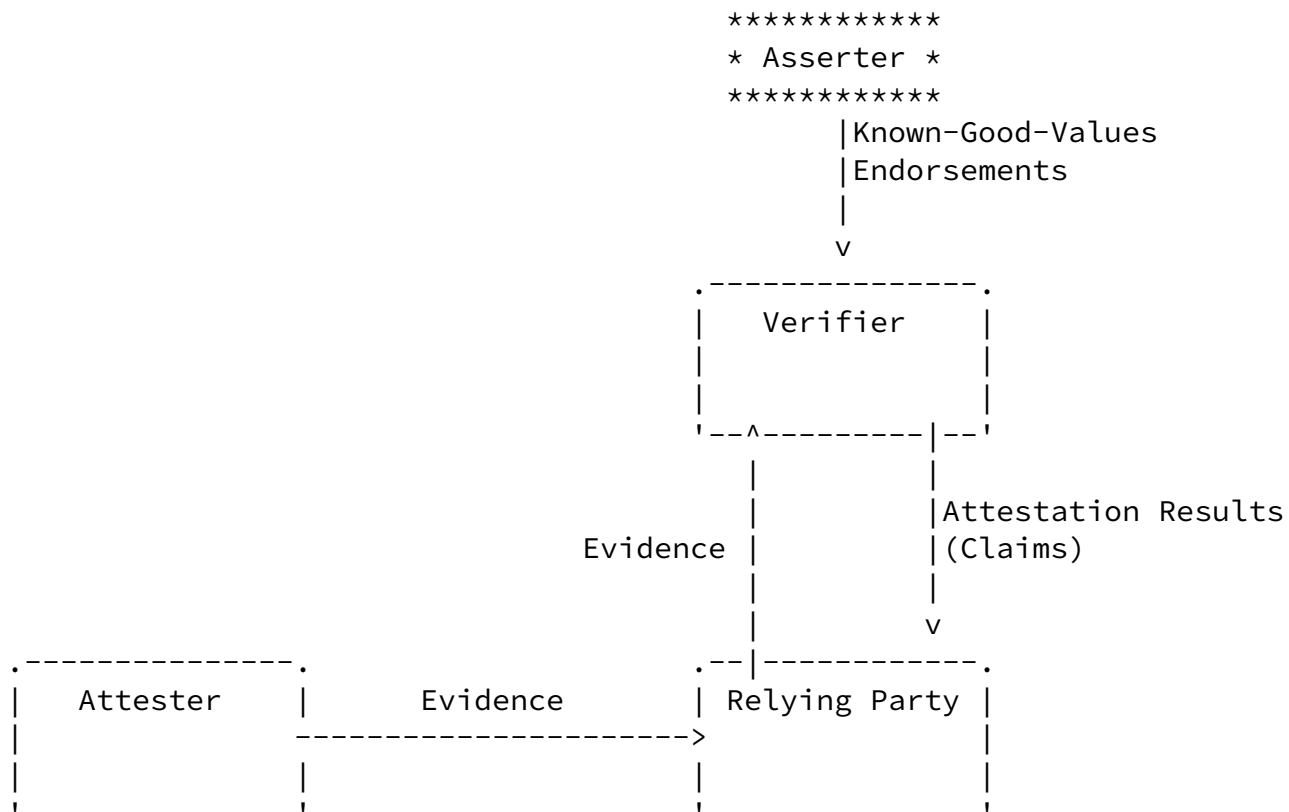 ************
* Asserter *
************
Known-Good-Values
Endorsements
Verifier
Attestation Results
Evidence (Claims)
Attester Evidence Relying Party